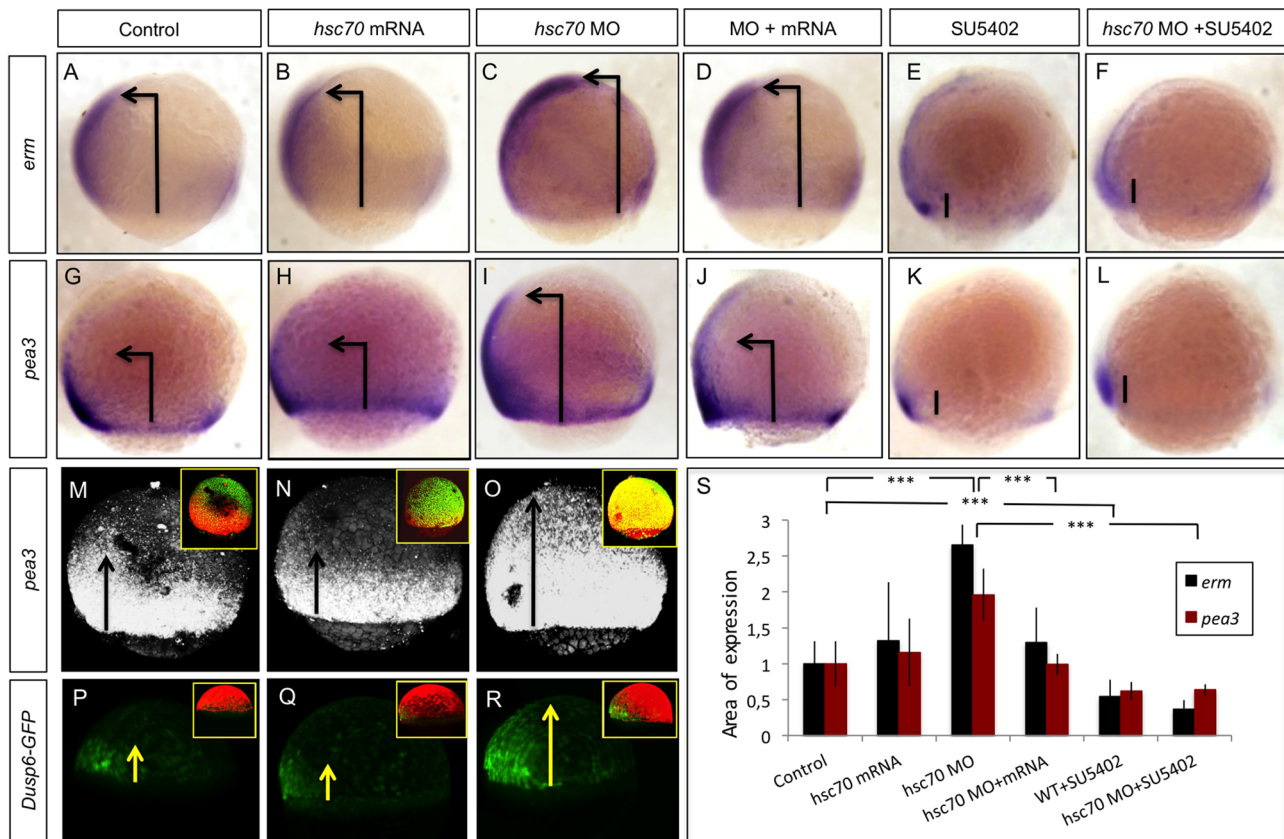 Control
hsc70 mRNA
hsc70 MO
MO + mRNA
SU5402
hsc70 MO +SU5402
erm
A
B
C
D
E
F
pea3
G
H
I
J
K
L
pea3
M
N
O
Dusp6-GFP
P
Q
R
S
***
***
***
***
Area of expression
3
2,5
2
1,5
1
0,5
0
erm
pea3
Control
hsc70 mRNA
hsc70 MO
hsc70 MO+mRNA
WT+SU5402
hsc70 MO+SU5402